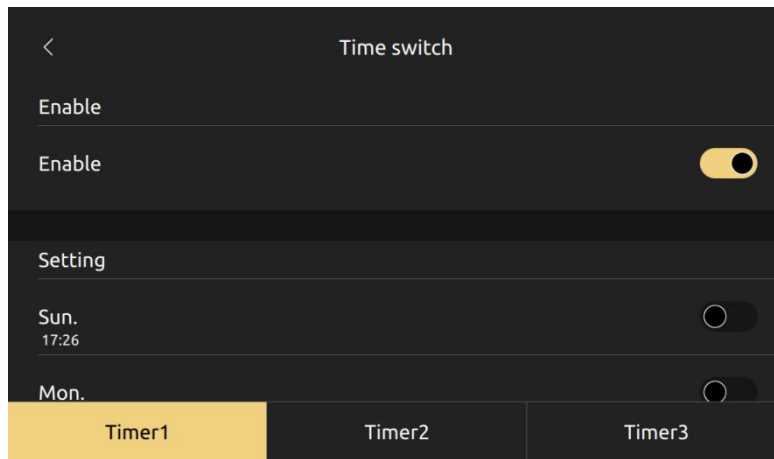 Time switch
Enable
Enable
Setting
Sun.
17:26
Mon.
Timer1 Timer2 Timer3